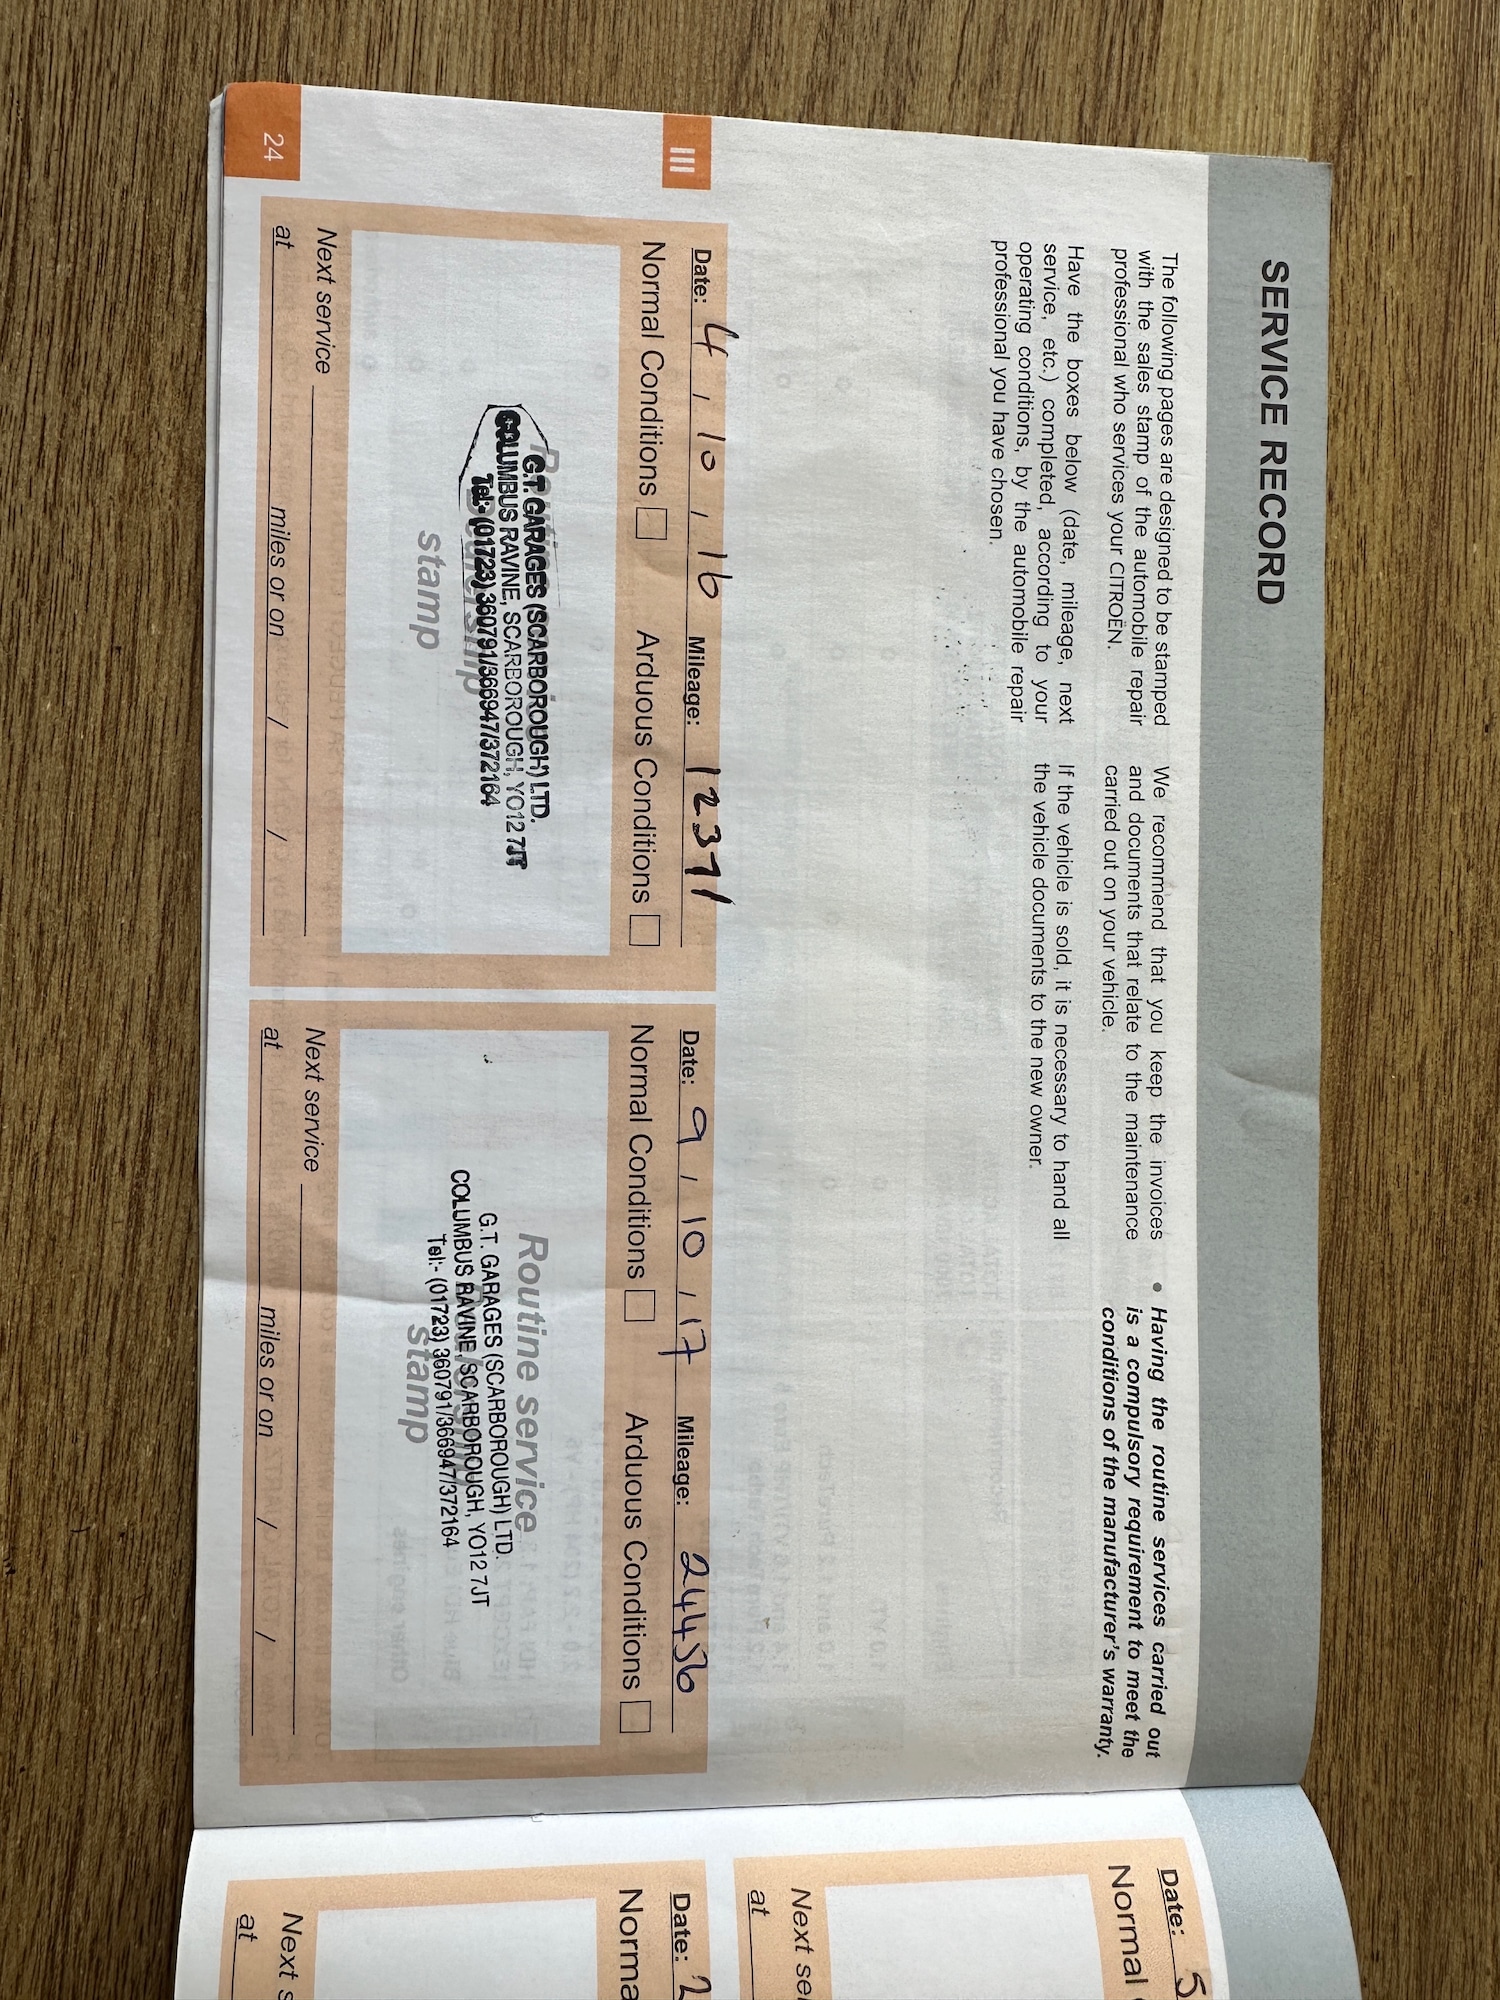 SERVICE RECORD
The following pages are designed to be stamped
with the sales stamp of the automobile repair
professional who services your CITROËN.
Have the boxes below (date, mileage, next
service, etc.) completed, according to your
operating conditions, by the automobile repair
professional you have chosen.
We recommend that you keep the invoices
and documents that relate to the maintenance
carried out on your vehicle.
If the vehicle is sold, it is necessary to hand all
the vehicle documents to the new owner.
• Having the routine services carried out
is a compulsory requirement to meet the
conditions of the manufacturer's warranty.
III
Date: 4 / 10 / 16 Mileage: 12371
Normal Conditions Arduous Conditions
G.T. GARAGES (SCARBOROUGH) LTD.
COLUMBUS RAVINE, SCARBOROUGH, YO12 7JT
Tel:- (01723) 360791/366947/372164
stamp
Next service
at miles or on / /
Date: 9 / 10 / 17 Mileage: 24456
Normal Conditions Arduous Conditions
Routine service
G.T. GARAGES (SCARBOROUGH) LTD.
COLUMBUS RAVINE, SCARBOROUGH, YO12 7JT
Tel:- (01723) 360791/366947/372164
stamp
Next service
at miles or on / /
24
Date: 5
Normal
Next se
at
Date: 2
Norma
Next s
at